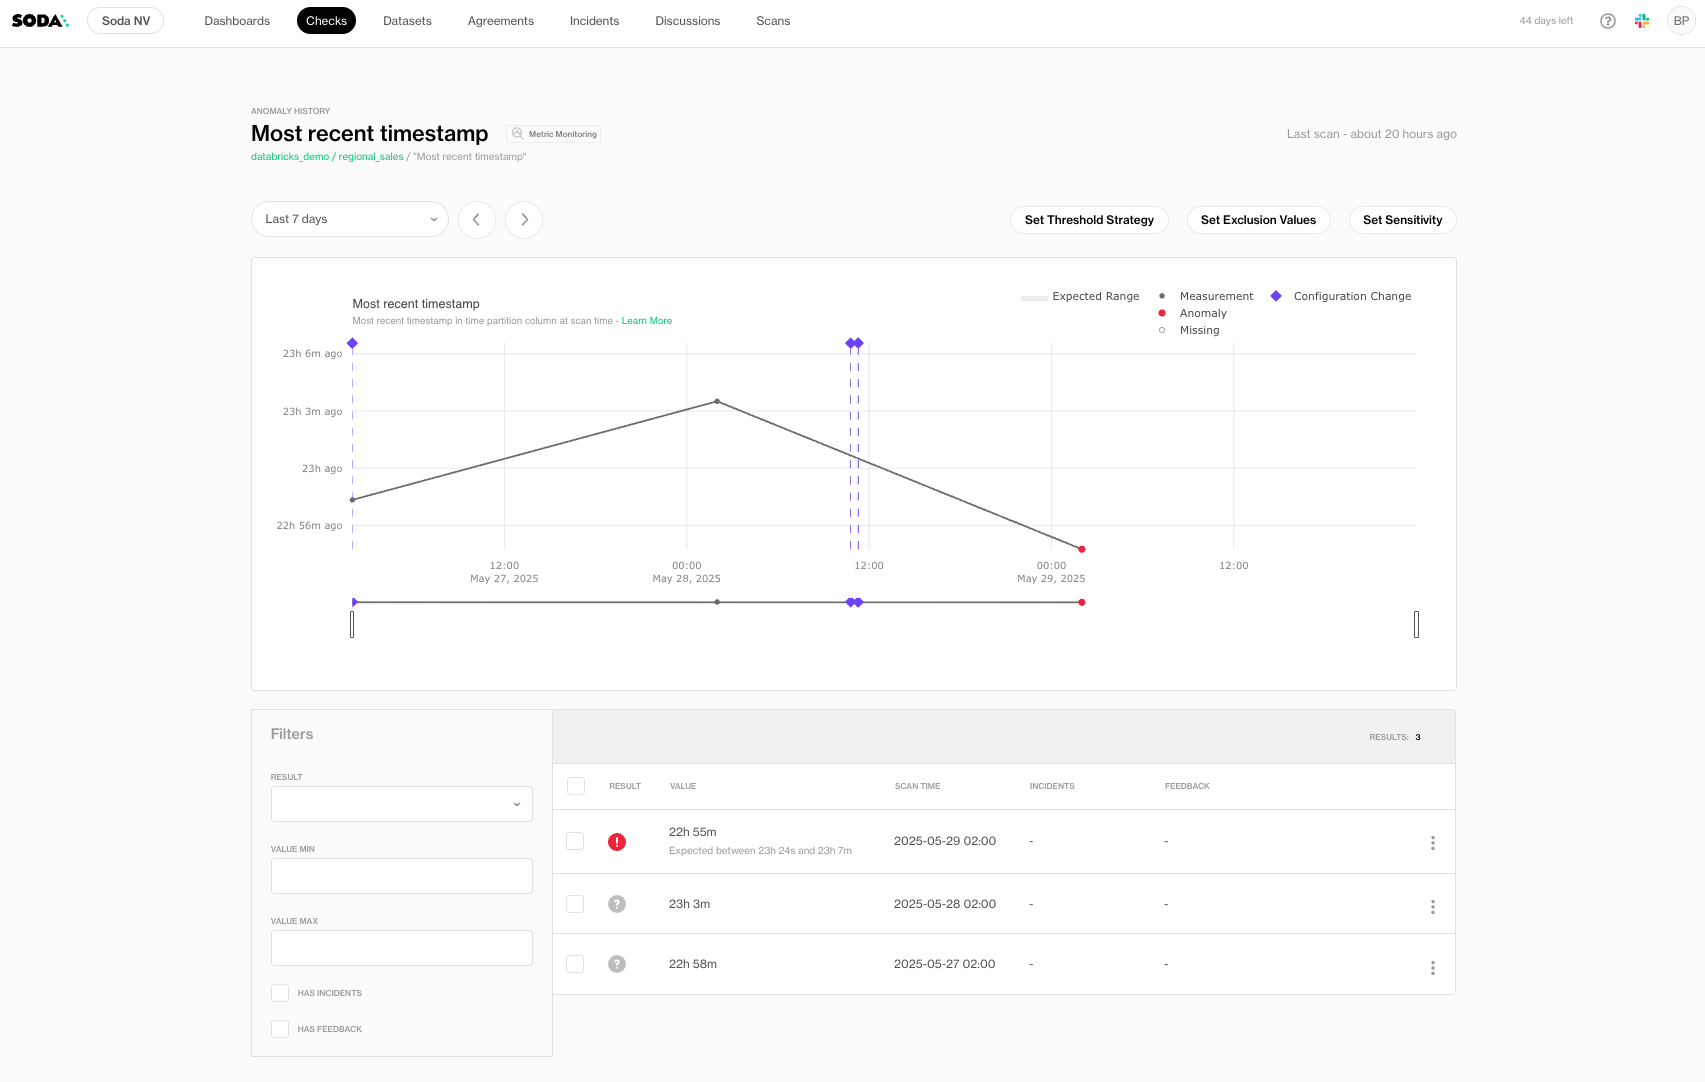 SODA
Soda NV
Dashboards
Checks
Datasets
Agreements
Incidents
Discussions
Scans
44 days left
?
BP
ANOMALY HISTORY
Most recent timestamp
Metric Monitoring
Last scan - about 20 hours ago
databricks_demo / regional_sales / "Most recent timestamp"
Last 7 days
Set Threshold Strategy
Set Exclusion Values
Set Sensitivity
Most recent timestamp
Most recent timestamp in time partition column at scan time - Learn More
Expected Range
Measurement
Configuration Change
Anomaly
Missing
23h 6m ago
23h 3m ago
23h ago
22h 56m ago
12:00
May 27, 2025
00:00
May 28, 2025
12:00
00:00
May 29, 2025
12:00
Filters
RESULT
VALUE MIN
VALUE MAX
HAS INCIDENTS
HAS FEEDBACK
RESULTS: 3
RESULT VALUE SCAN TIME INCIDENTS FEEDBACK
! 22h 55m 2025-05-29 02:00 - -
Expected between 23h 24s and 23h 7m
? 23h 3m 2025-05-28 02:00 - -
? 22h 58m 2025-05-27 02:00 - -